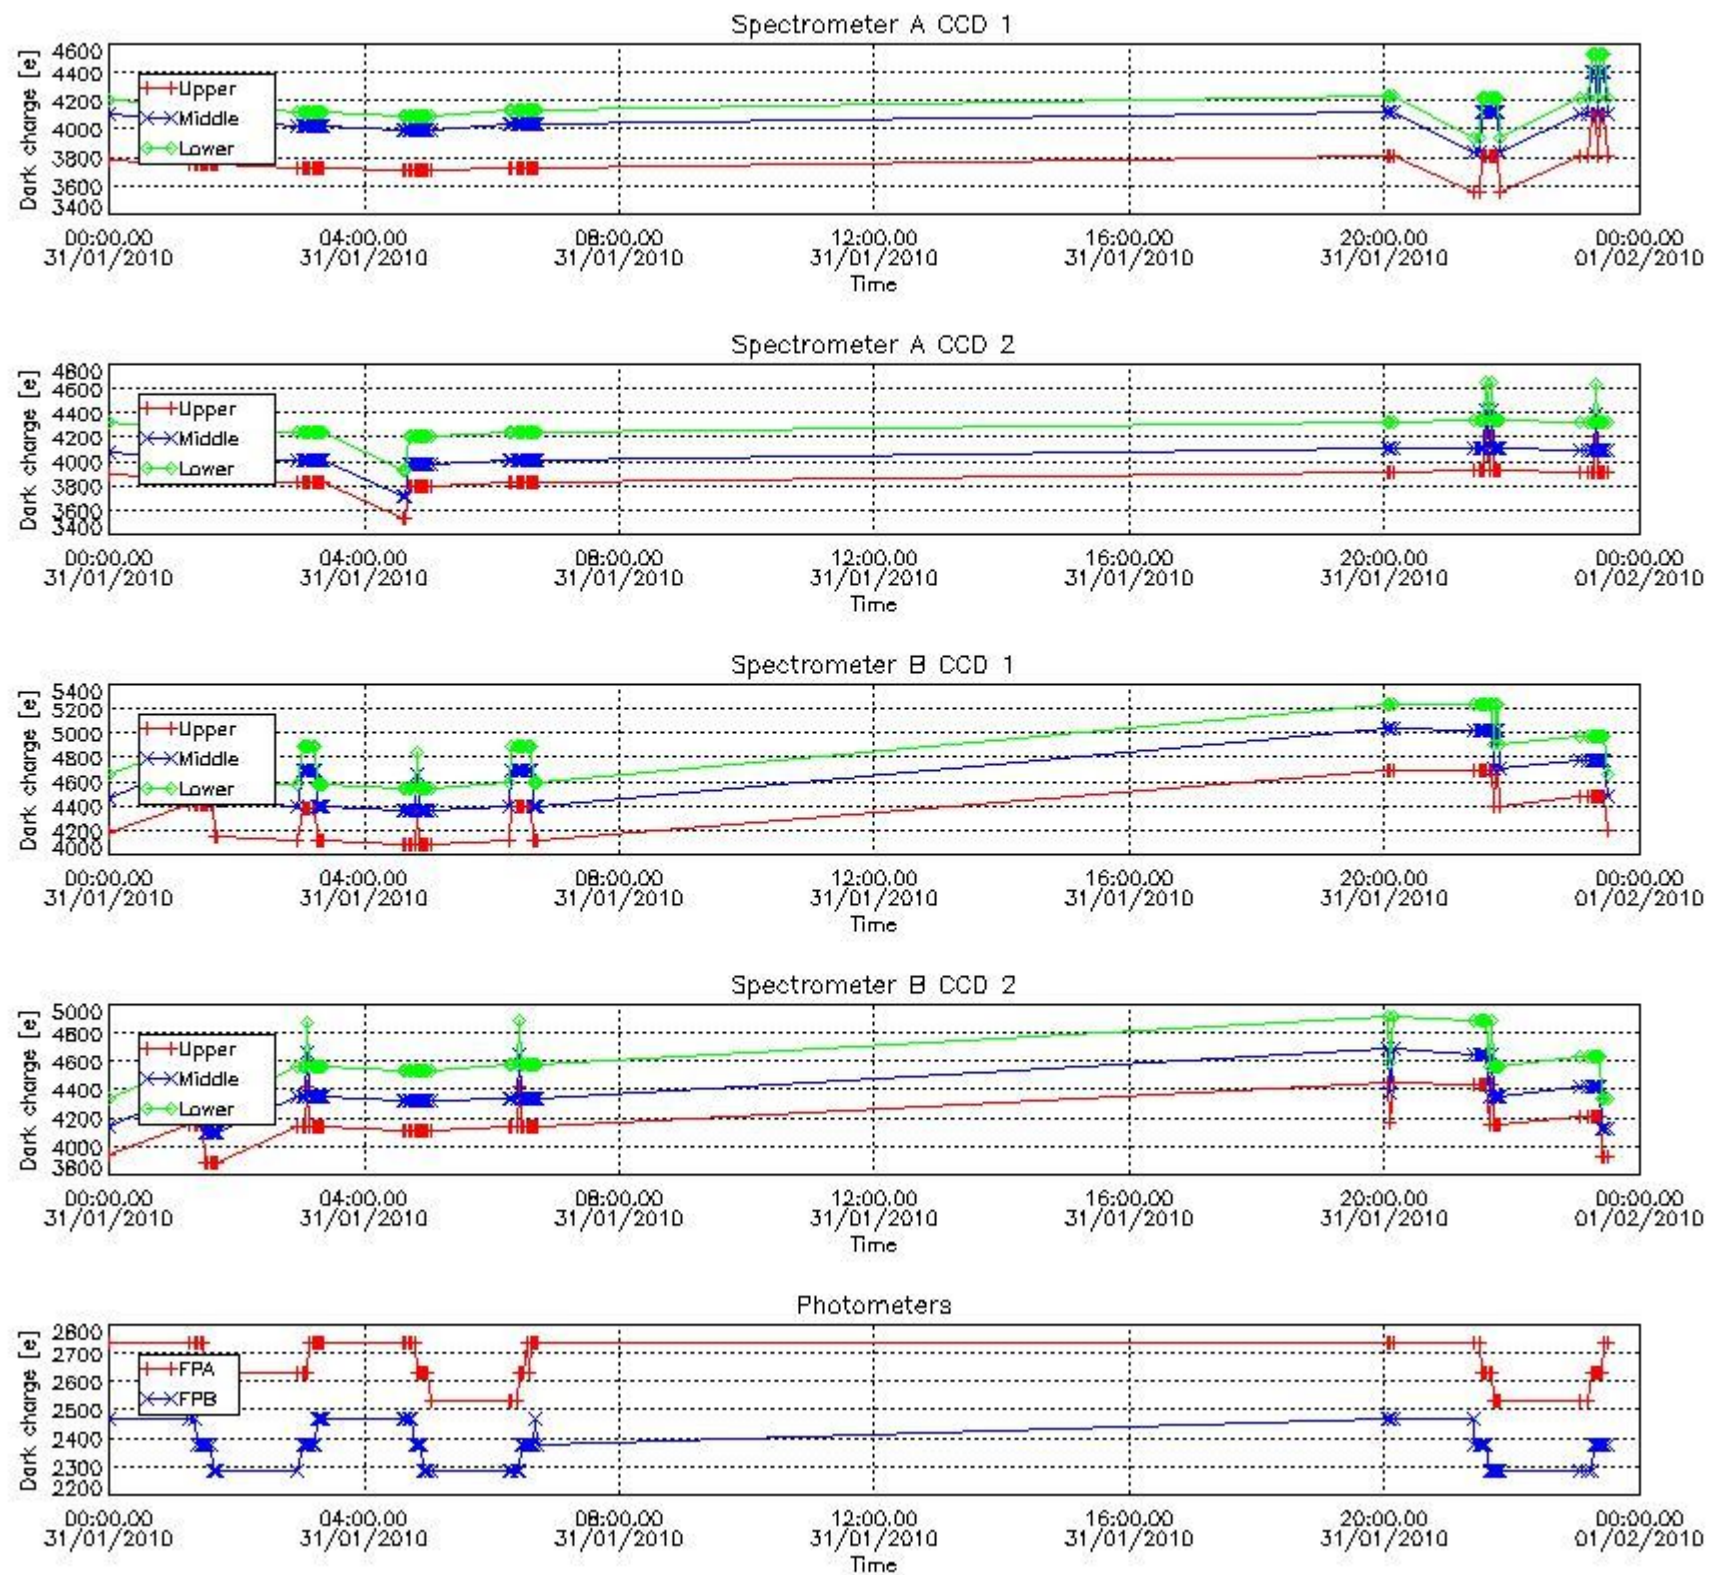 Spectrometer A CCD 1
Dark charge [e]
4600
4400
4200
4000
3800
3600
3400
Upper
Middle
Lower
00:00.00 04:00.00 08:00.00 12:00.00 16:00.00 20:00.00 00:00.00
31/01/2010 31/01/2010 31/01/2010 31/01/2010 31/01/2010 31/01/2010 01/02/2010
Time
Spectrometer A CCD 2
Dark charge [e]
4800
4600
4400
4200
4000
3800
3600
3400
Upper
Middle
Lower
00:00.00 04:00.00 08:00.00 12:00.00 16:00.00 20:00.00 00:00.00
31/01/2010 31/01/2010 31/01/2010 31/01/2010 31/01/2010 31/01/2010 01/02/2010
Time
Spectrometer B CCD 1
Dark charge [e]
5400
5200
5000
4800
4600
4400
4200
4000
Upper
Middle
Lower
00:00.00 04:00.00 08:00.00 12:00.00 16:00.00 20:00.00 00:00.00
31/01/2010 31/01/2010 31/01/2010 31/01/2010 31/01/2010 31/01/2010 01/02/2010
Time
Spectrometer B CCD 2
Dark charge [e]
5000
4800
4600
4400
4200
4000
3800
Upper
Middle
Lower
00:00.00 04:00.00 08:00.00 12:00.00 16:00.00 20:00.00 00:00.00
31/01/2010 31/01/2010 31/01/2010 31/01/2010 31/01/2010 31/01/2010 01/02/2010
Time
Photometers
Dark charge [e]
2800
2700
2600
2500
2400
2300
2200
FPA
FPB
00:00.00 04:00.00 08:00.00 12:00.00 16:00.00 20:00.00 00:00.00
31/01/2010 31/01/2010 31/01/2010 31/01/2010 31/01/2010 31/01/2010 01/02/2010
Time